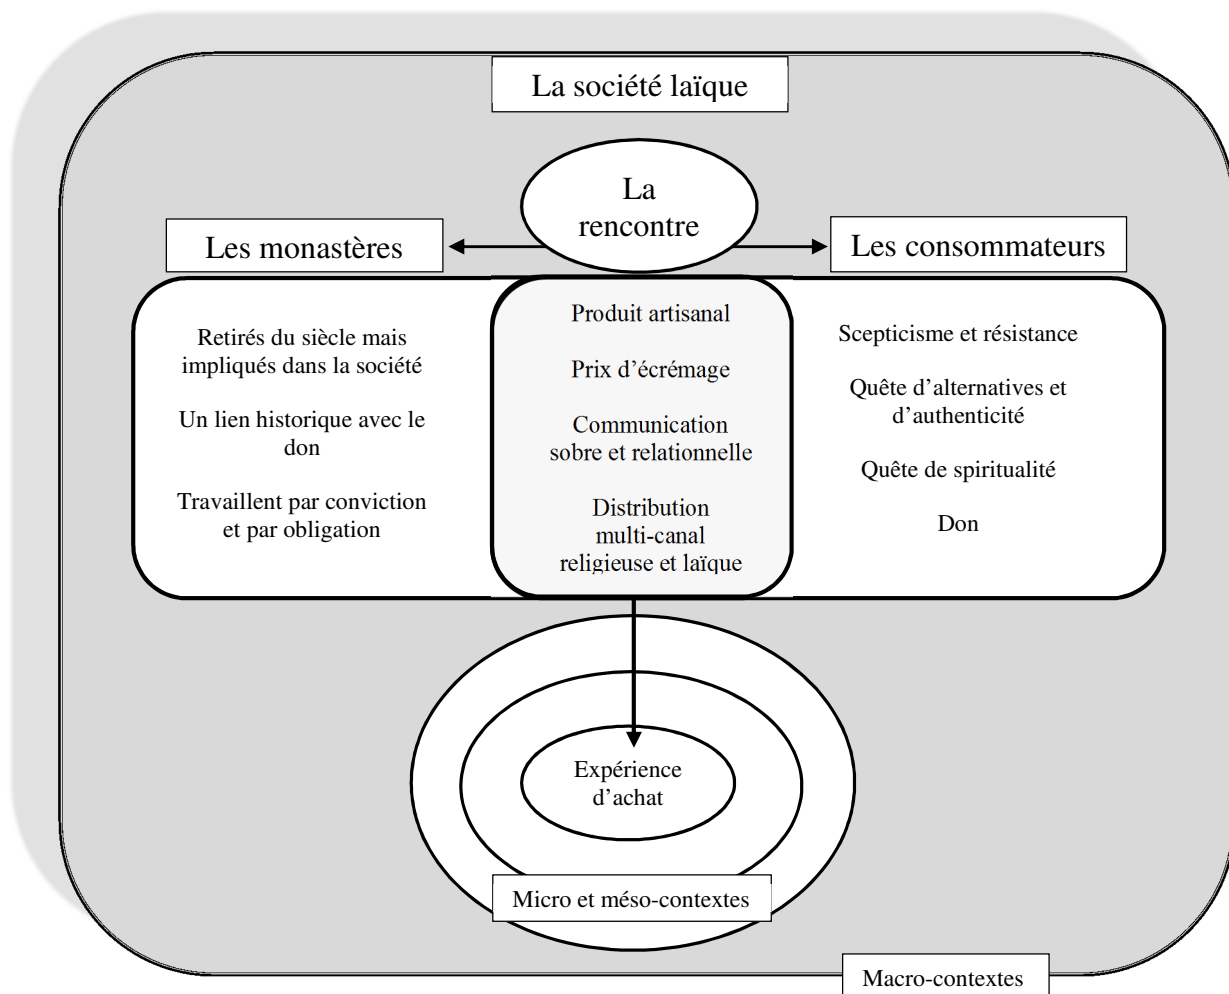 La société laïque
La
rencontre
Les monastères
Les consommateurs
Retirés du siècle mais
impliqués dans la société
Un lien historique avec le
don
Travaillent par conviction
et par obligation
Produit artisanal
Prix d’écrémage
Communication
sobre et relationnelle
Distribution
multi-canal
religieuse et laïque
Scepticisme et résistance
Quête d’alternatives et
d’authenticité
Quête de spiritualité
Don
Expérience
d’achat
Micro et méso-contextes
Macro-contextes